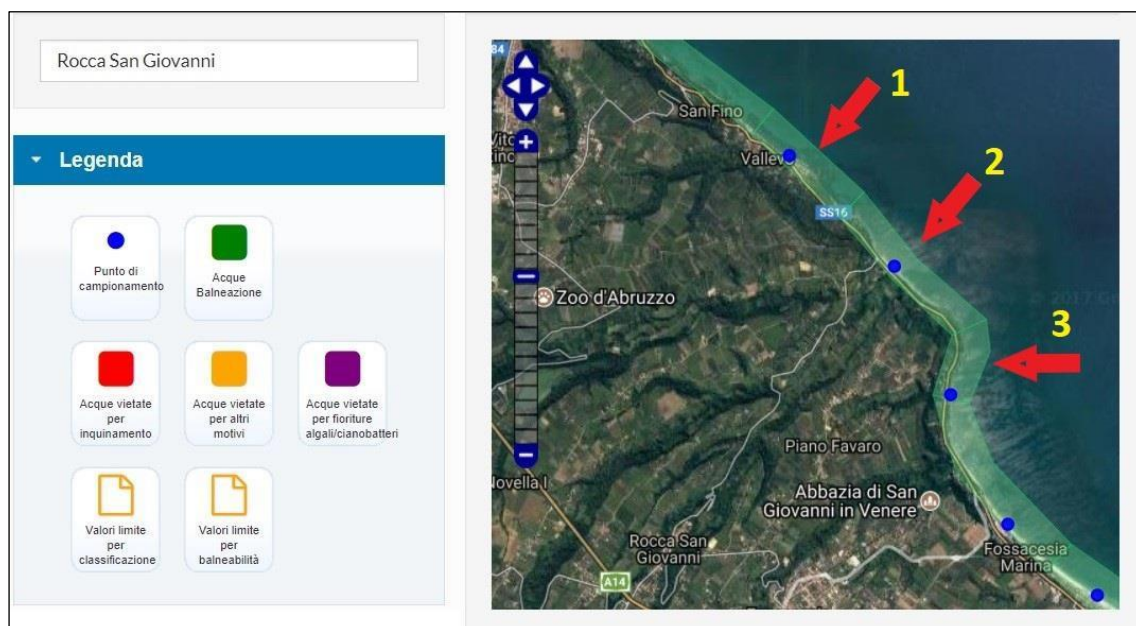 Rocca San Giovanni
Legenda
Punto di
campionamento
Acque
Balneazione
Acque vietate
per
inquinamento
Acque vietate
per altri
motivi
Acque vietate
per fioriture
algali/cianobatteri
Valori limite
per
classificazione
Valori limite
per
balneabilità
84
1
San Fino
2
SS16
Zoo d'Abruzzo
3
Piano Favaro
Abbazia di San
Giovanni in Venere
Rocca San
Giovanni
Fossacesia
Marina
A14